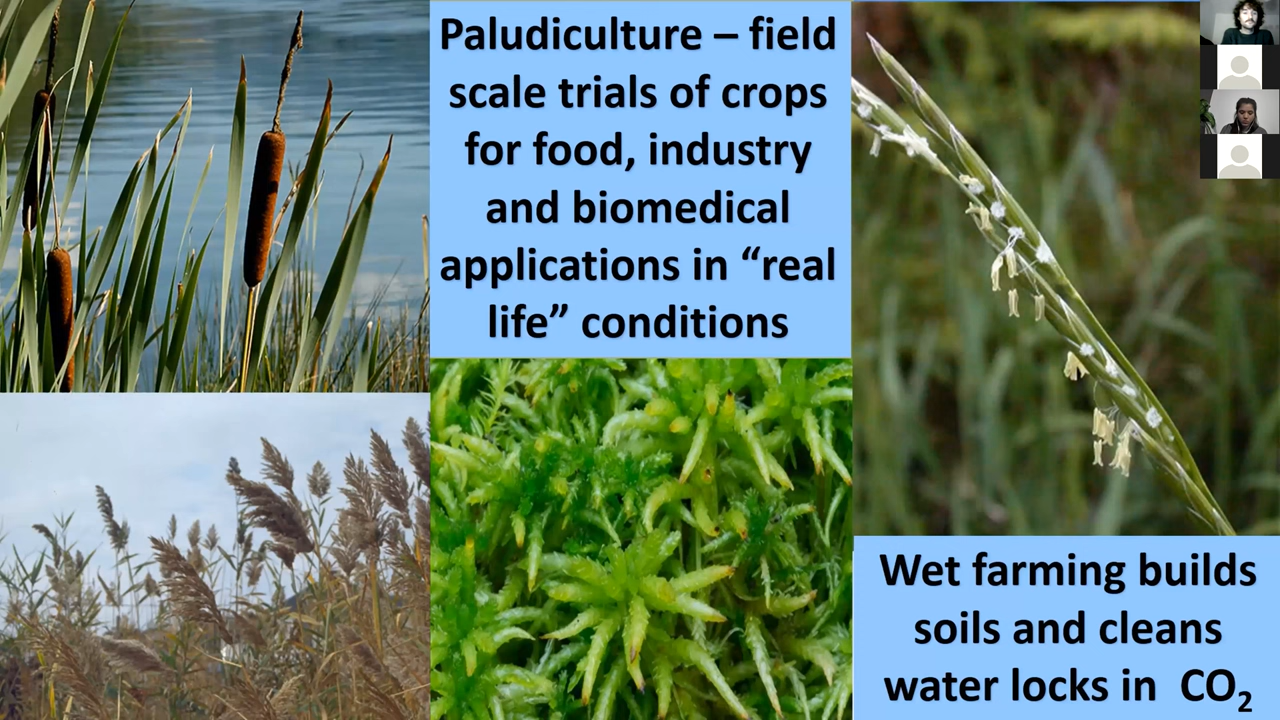 Paludiculture – field
scale trials of crops
for food, industry
and biomedical
applications in “real
life” conditions
Wet farming builds
soils and cleans
water locks in CO₂